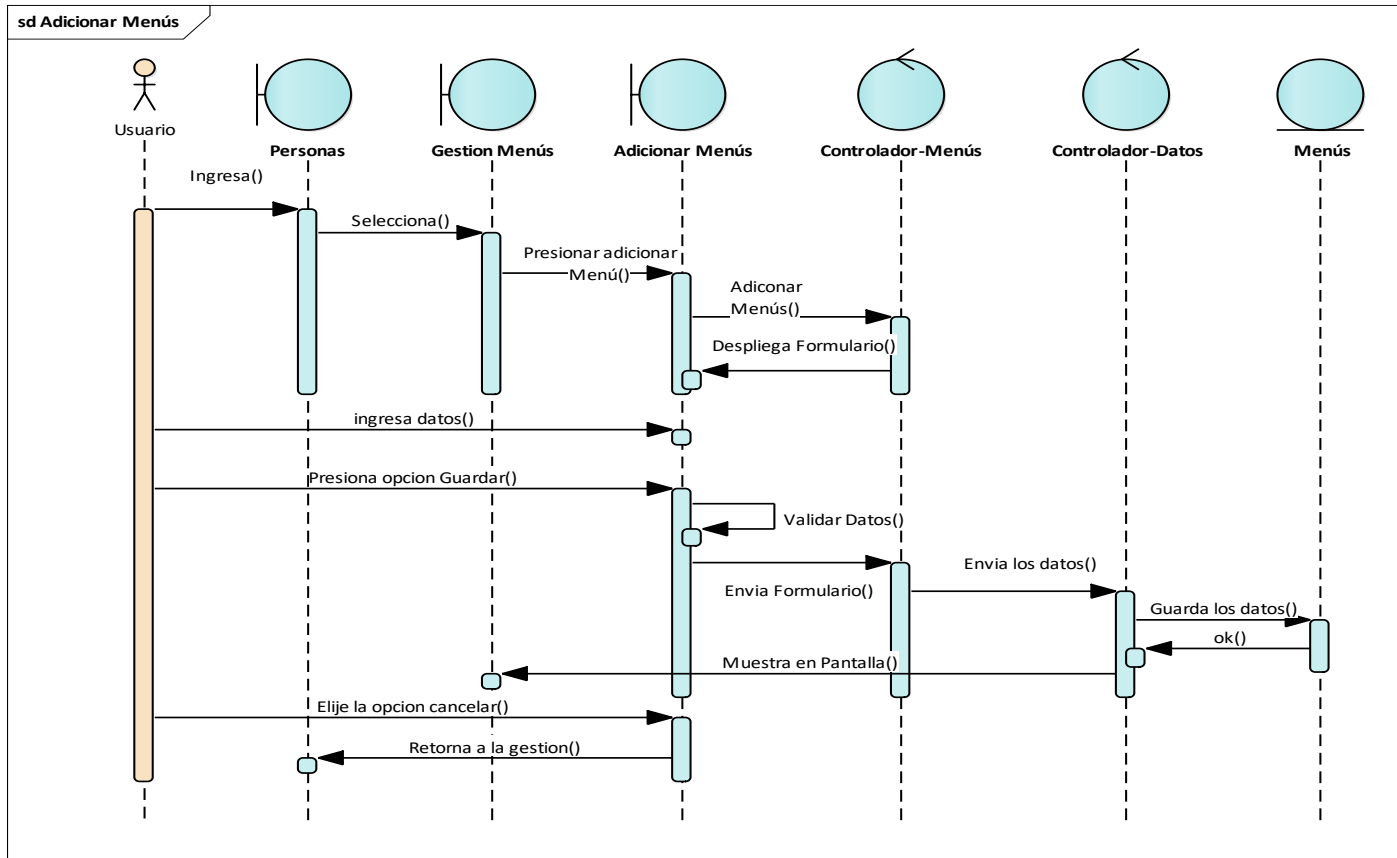 sd Adicionar Menús
Usuario
Personas
Gestion Menús
Adicionar Menús
Controlador-Menús
Controlador-Datos
Menús
Ingresa()
Selecciona()
Presionar adicionar
Menú()
Adiconar
Menús()
Despliega Formulario()
ingresa datos()
Presiona opcion Guardar()
Validar Datos()
Envia Formulario()
Envia los datos()
Guarda los datos()
ok()
Muestra en Pantalla()
Elije la opcion cancelar()
Retorna a la gestion()